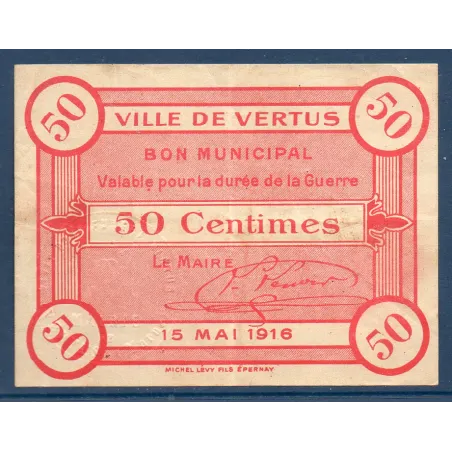 50 50
VILLE DE VERTUS
BON MUNICIPAL
Valable pour la durée de la Guerre
50 Centimes
LE MAIRE
15 MAI 1916
50 50
MICHEL LÉVY FILS EPERNAY